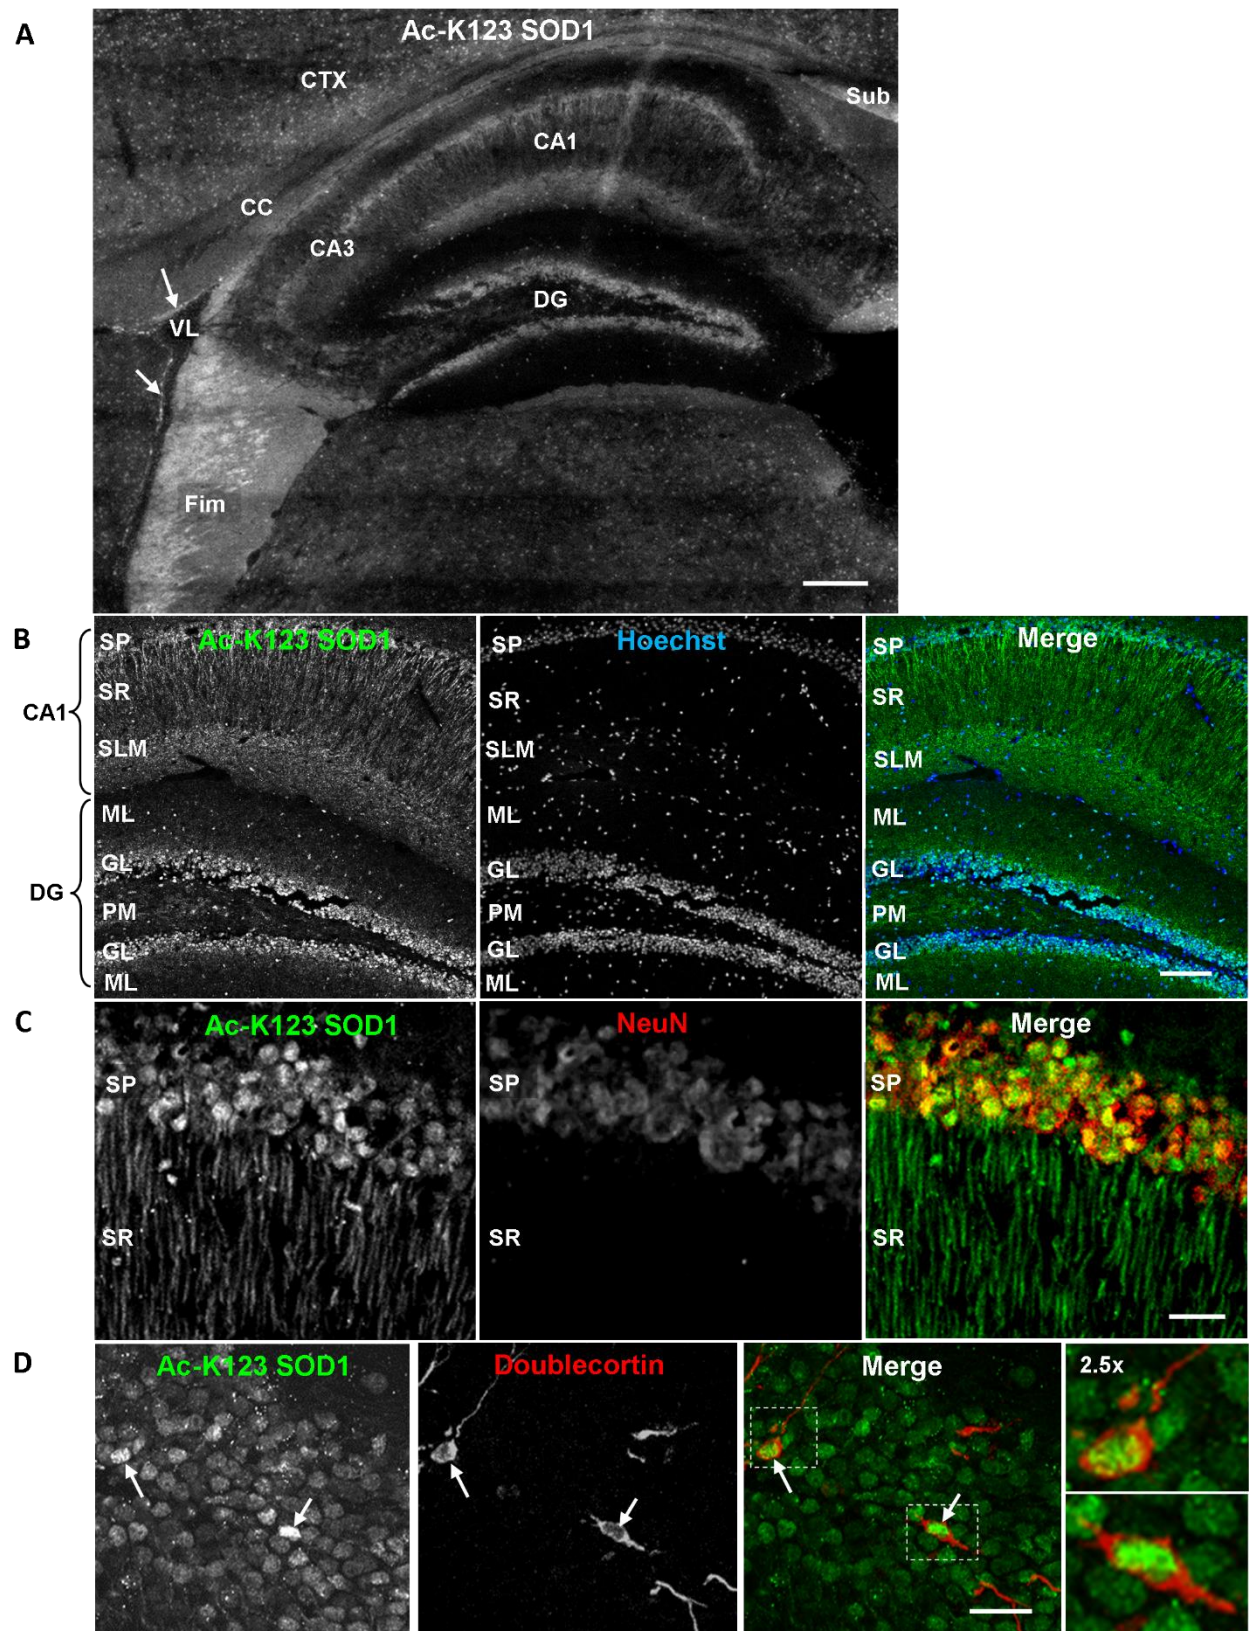 A
Ac-K123 SOD1
CTX
Sub
CA1
CC
CA3
DG
VL
Fim
B
Ac-K123 SOD1
Hoechst
Merge
SP
SP
SP
SR
SR
SR
CA1
SLM
SLM
SLM
ML
ML
ML
GL
GL
GL
DG
PM
PM
PM
GL
GL
GL
ML
ML
ML
C
Ac-K123 SOD1
NeuN
Merge
SP
SP
SP
SR
SR
SR
D
Ac-K123 SOD1
Doublecortin
Merge
2.5x